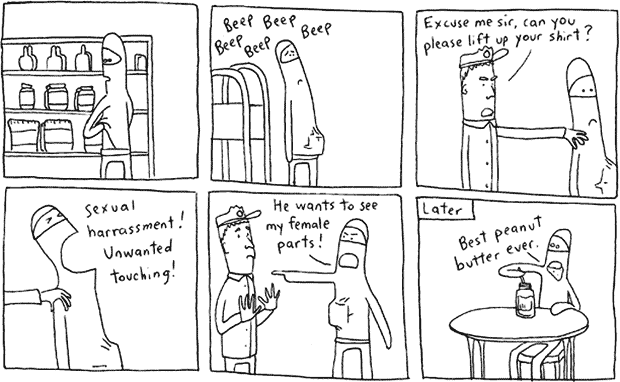 Beep Beep
Beep Beep Beep
Excuse me sir, can you
please lift up your shirt?
Sexual
harrassment!
Unwanted
touching!
He wants to see
my female
parts!
Later
Best peanut
butter ever.